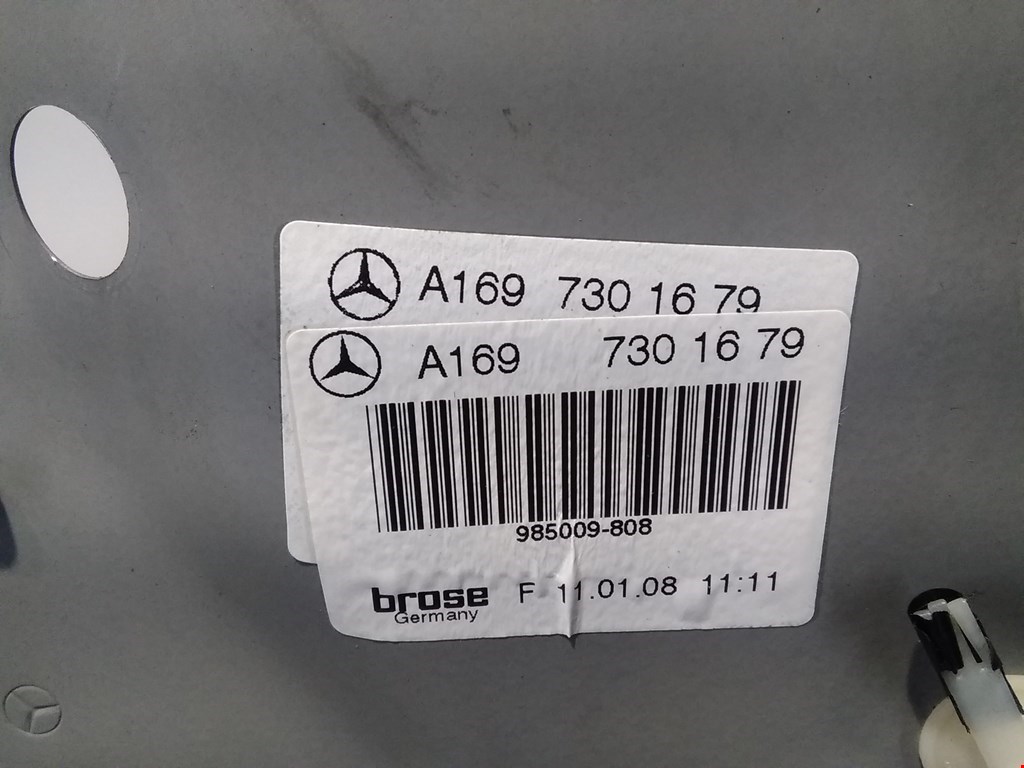 A169 730 16 79
A169 730 16 79
985009-808
brose F 11.01.08 11:11
Germany